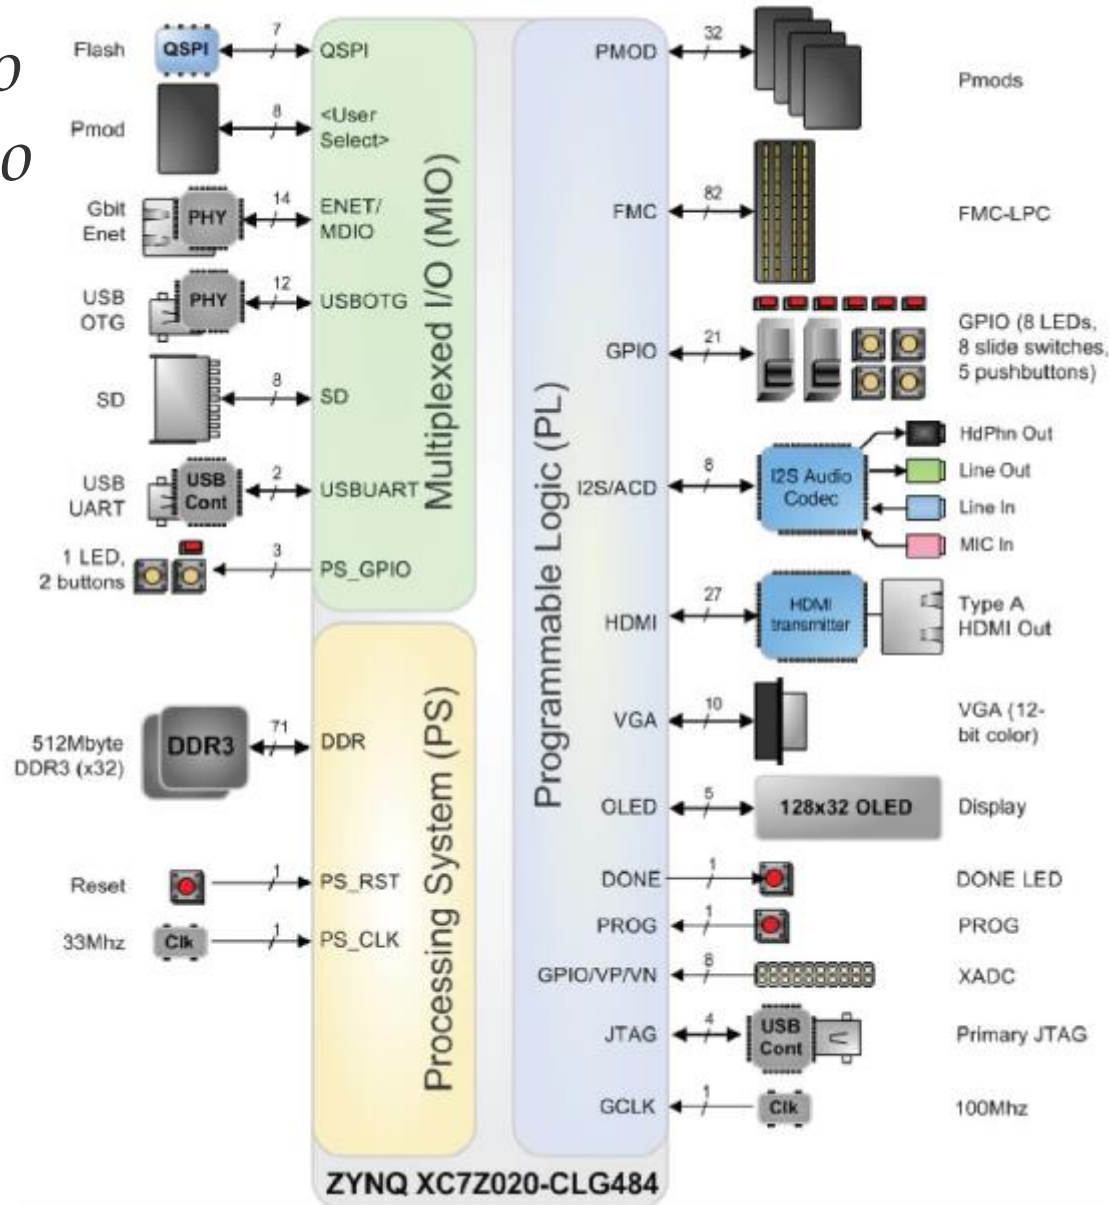 o
o
Flash
QSPI
7
QSPI
Pmod
8
<User
Select>
Gbit
Enet
PHY
14
ENET/
MDIO
USB
OTG
PHY
12
USBOTG
SD
8
SD
USB
UART
USB
Cont
2
USBUART
1 LED,
2 buttons
3
PS_GPIO
Multiplexed I/O (MIO)
512Mbyte
DDR3 (x32)
DDR3
71
DDR
Reset
1
PS_RST
33Mhz
Clk
1
PS_CLK
Processing System (PS)
Programmable Logic (PL)
PMOD
32
Pmods
FMC
82
FMC-LPC
GPIO
21
GPIO (8 LEDs,
8 slide switches,
5 pushbuttons)
I2S/ACD
8
I2S Audio
Codec
HdPhn Out
Line Out
Line In
MIC In
HDMI
27
HDMI
transmitter
Type A
HDMI Out
VGA
10
VGA (12-
bit color)
OLED
5
128x32 OLED
Display
DONE
1
DONE LED
PROG
1
PROG
GPIO/VP/VN
8
XADC
JTAG
4
USB
Cont
Primary JTAG
GCLK
1
Clk
100Mhz
ZYNQ XC7Z020-CLG484